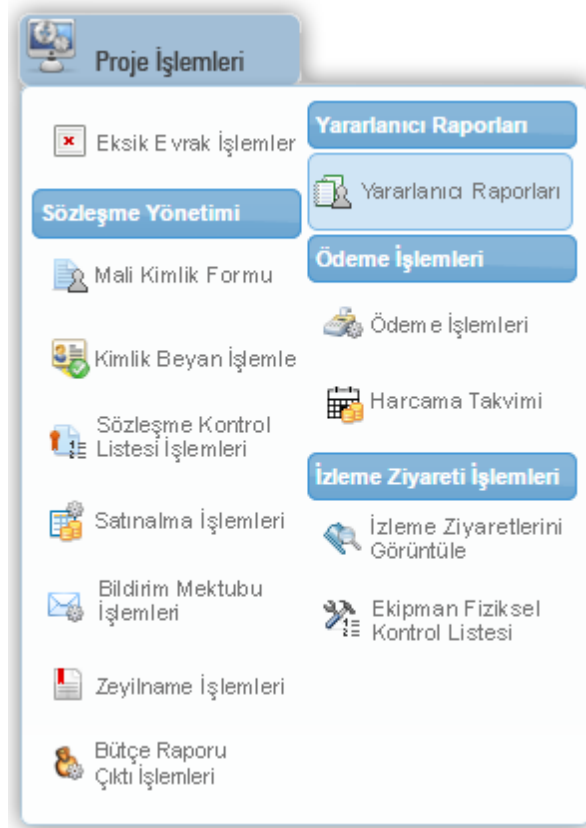 Proje İşlemleri
Eksik Evrak İşlemler
Sözleşme Yönetimi
Mali Kimlik Formu
Kimlik Beyan İşlemle
Sözleşme Kontrol
Listesi İşlemleri
Satınalma İşlemleri
Bildirim Mektubu
İşlemleri
Zeyilname İşlemleri
Bütçe Raporu
Çıktı İşlemleri
Yararlanıcı Raporları
Yararlanıcı Raporları
Ödeme İşlemleri
Ödeme İşlemleri
Harcama Takvimi
İzleme Ziyareti İşlemleri
İzleme Ziyaretlerini
Görüntüle
Ekipman Fiziksel
Kontrol Listesi